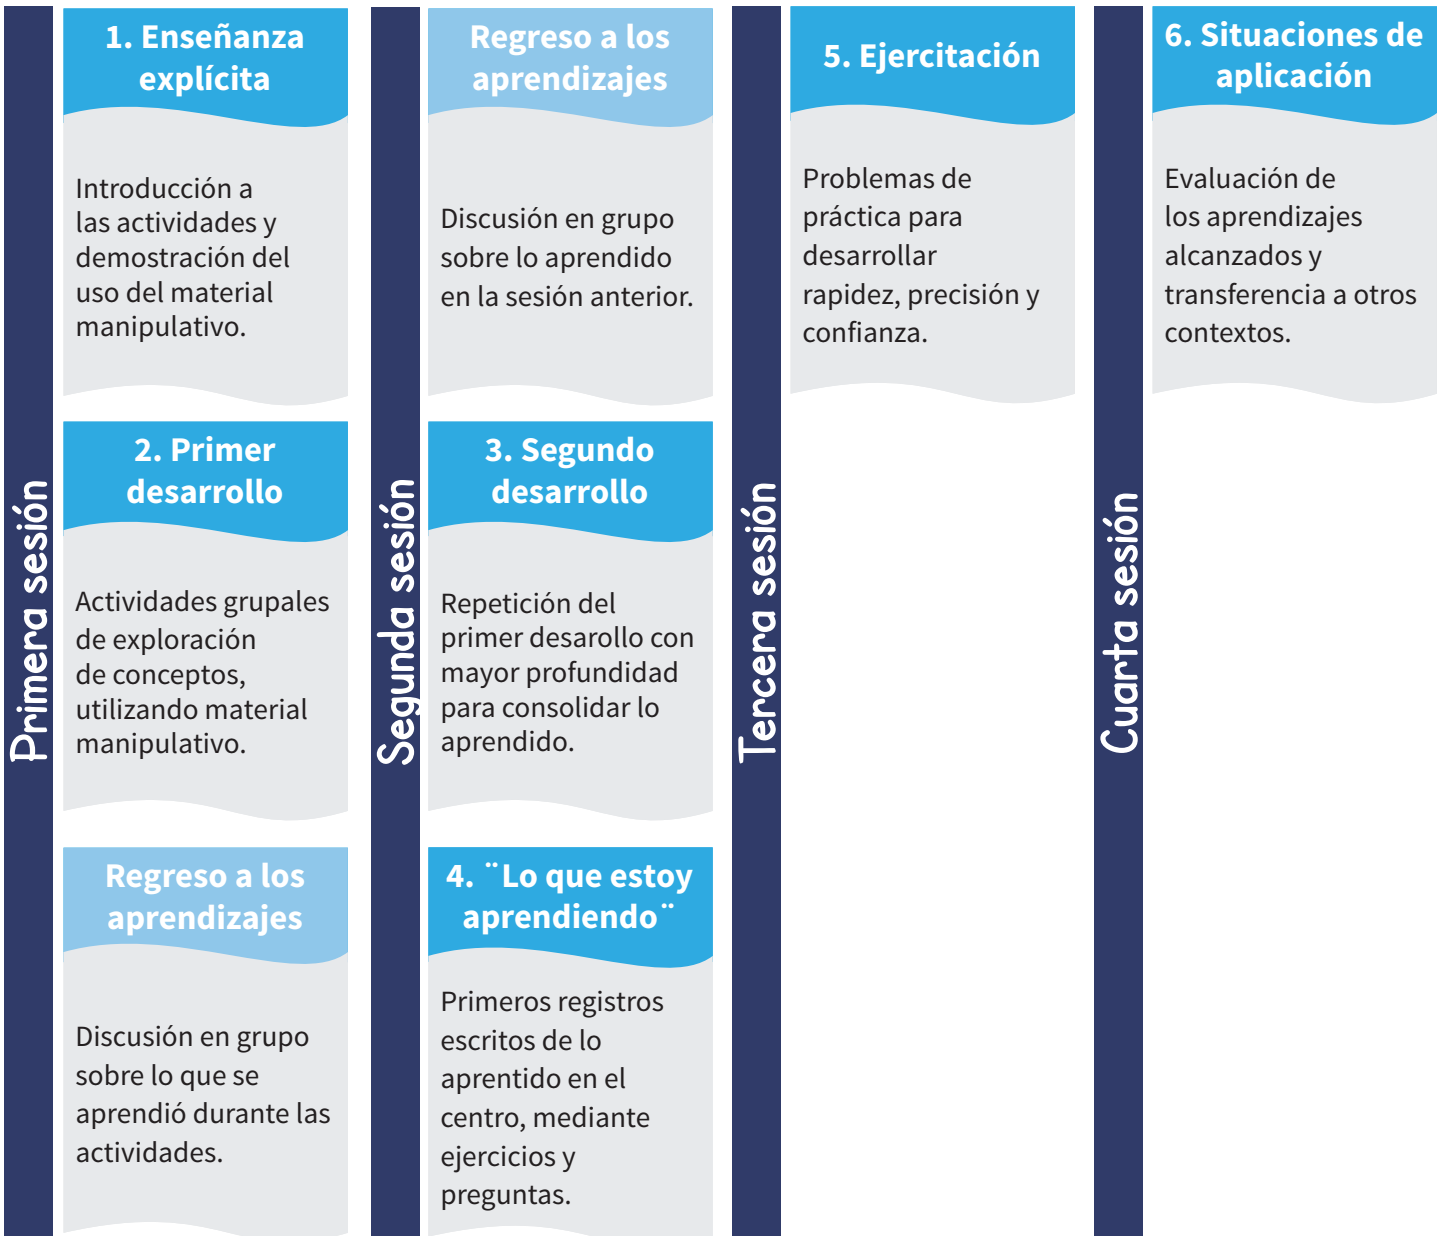 Primera sesión
1. Enseñanza
explícita
Introducción a
las actividades y
demostración del
uso del material
manipulativo.
2. Primer
desarrollo
Actividades grupales
de exploración
de conceptos,
utilizando material
manipulativo.
Regreso a los
aprendizajes
Discusión en grupo
sobre lo que se
aprendió durante las
actividades.
Segunda sesión
Regreso a los
aprendizajes
Discusión en grupo
sobre lo aprendido
en la sesión anterior.
3. Segundo
desarrollo
Repetición del
primer desarollo con
mayor profundidad
para consolidar lo
aprendido.
4. ¨Lo que estoy
aprendiendo¨
Primeros registros
escritos de lo
aprentido en el
centro, mediante
ejercicios y
preguntas.
Tercera sesión
5. Ejercitación
Problemas de
práctica para
desarrollar
rapidez, precisión y
confianza.
Cuarta sesión
6. Situaciones de
aplicación
Evaluación de
los aprendizajes
alcanzados y
transferencia a otros
contextos.